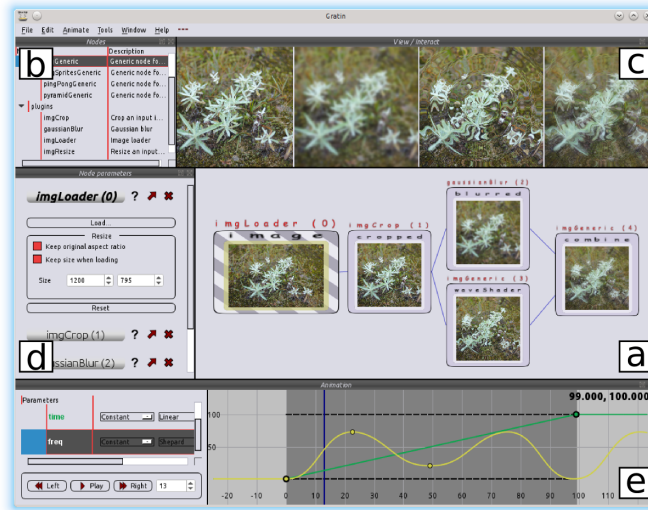 Gratin
File Edit Animate Tools Window Help
Nodes
View / interact
Description
Generic Generic node fo...
SpritesGeneric Generic node fo...
pingPongGeneric Generic node fo...
pyramidGeneric Generic node fo...
plugins
imgCrop Crop an input i...
gaussianBlur Gaussian blur
imgLoader Image loader
imgResize Resize an input...
b
c
Node parameters
imgLoader (0) ?
Load...
Resize
Keep original aspect ratio
Keep size when loading
Size 1200 795
Reset
imgCrop (1) ?
ussianBlur (2) ?
d
imgLoader (0)
image
imgCrop (1)
cropped
gaussianBlur (2)
blurred
imgGeneric (3)
waveShader
imgGeneric (4)
combine
a
Animation
Parameters
time Constant Linear
freq Constant Shepard
Left Play Right 13
99.000, 100.000
100
50
-20 -10 0 10 20 30 40 50 60 70 80 90 100 110
e